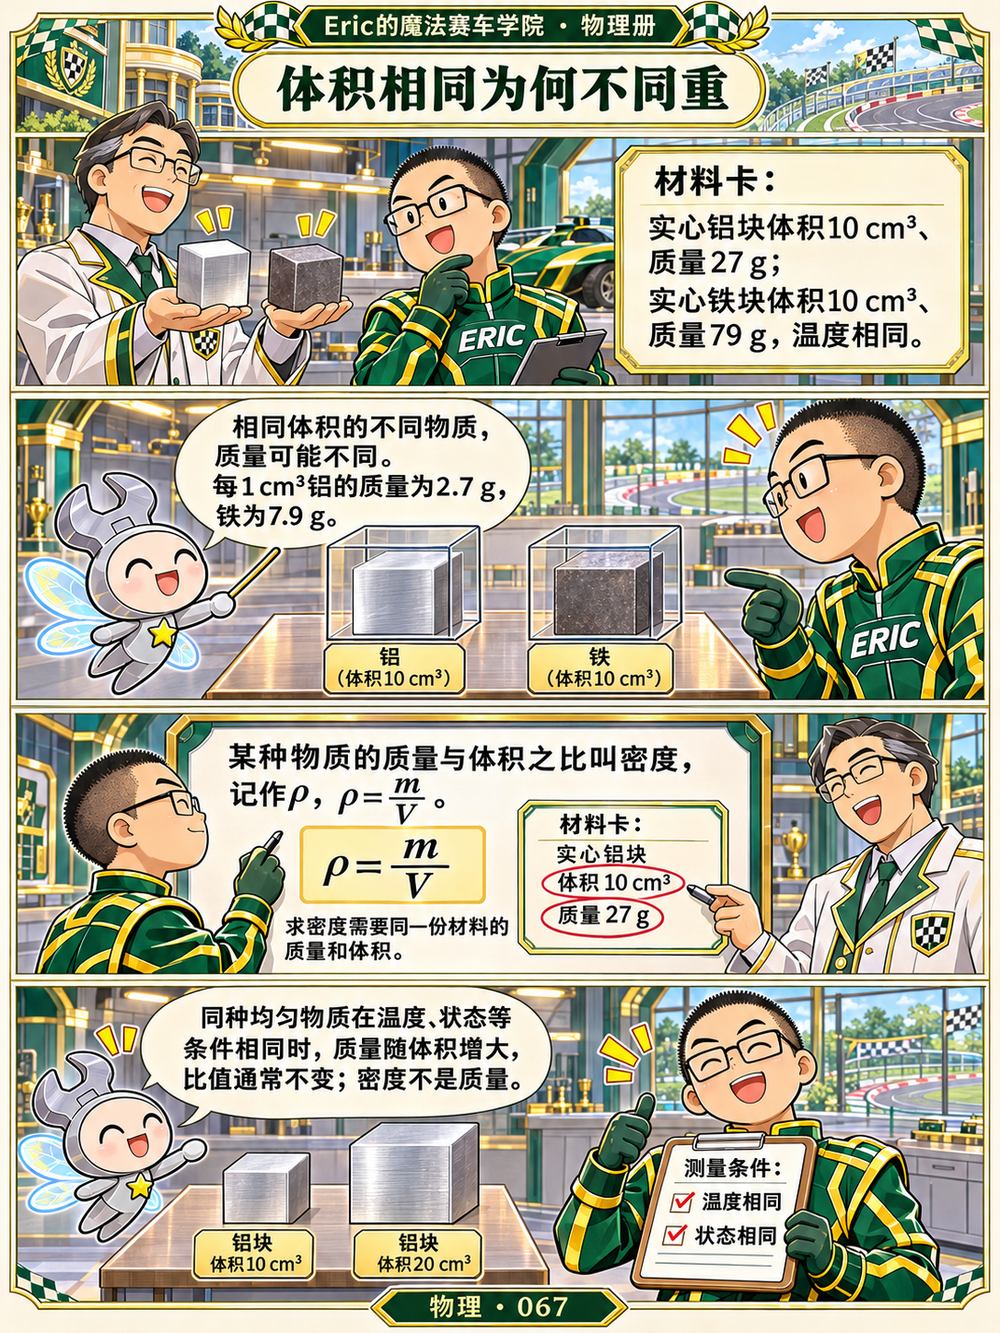 Eric的魔法赛车学院 · 物理册
体积相同为何不同重
材料卡：
实心铝块体积10 cm³、
质量27 g；
实心铁块体积10 cm³、
质量79 g，温度相同。
ERIC
相同体积的不同物质，
质量可能不同。
每1 cm³铝的质量为2.7 g，
铁为7.9 g。
铝
（体积10 cm³）
铁
（体积10 cm³）
ERIC
某种物质的质量与体积之比叫密度，
记作ρ，ρ=m/V。
ρ=m/V
求密度需要同一份材料的
质量和体积。
材料卡：
实心铝块
体积10 cm³
质量27 g
同种均匀物质在温度、状态等
条件相同时，质量随体积增大，
比值通常不变；密度不是质量。
铝块
体积10 cm³
铝块
体积20 cm³
测量条件：
温度相同
状态相同
物理 · 067